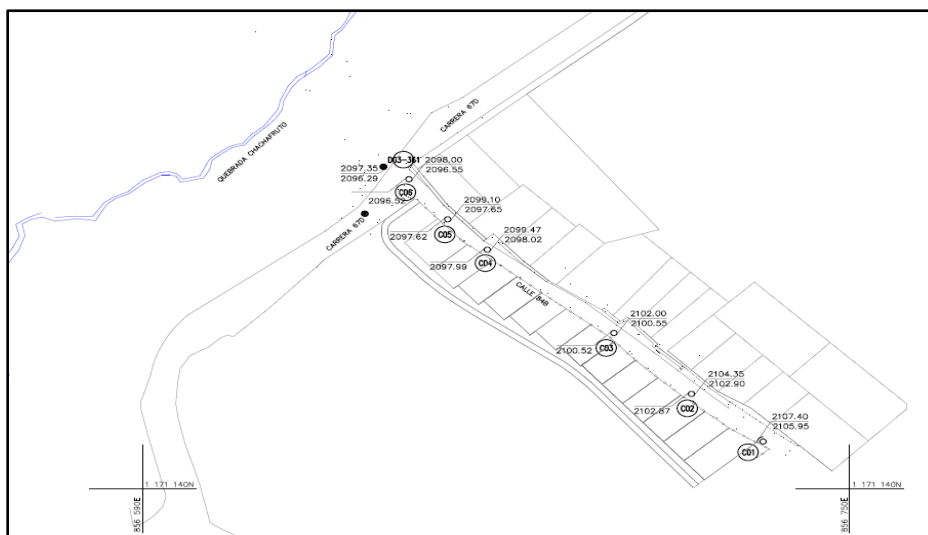 CARRERA 67D
QUEBRADA CHACHAFRUTO
DG3-361
2097.35
2096.29
2098.00
2096.55
C06
2096.52
2099.10
2097.65
CARRERA 67D
C05
2097.62
2099.47
2098.02
C04
2097.99
CALLE 84B
2102.00
2100.55
C03
2100.52
2104.35
2102.90
C02
2102.87
2107.40
2105.95
C01
1 171 140N
1 171 140N
856 590E
856 750E